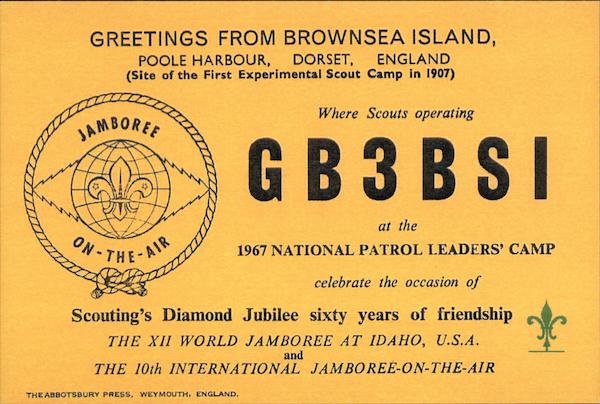 GREETINGS FROM BROWNSEA ISLAND,
POOLE HARBOUR, DORSET, ENGLAND
(Site of the First Experimental Scout Camp in 1907)
JAMBOREE
ON-THE-AIR
Where Scouts operating
GB3BSI
at the
1967 NATIONAL PATROL LEADERS' CAMP
celebrate the occasion of
Scouting's Diamond Jubilee sixty years of friendship
THE XII WORLD JAMBOREE AT IDAHO, U.S.A.
and
THE 10th INTERNATIONAL JAMBOREE-ON-THE-AIR
THE ABBOTSBURY PRESS, WEYMOUTH, ENGLAND.